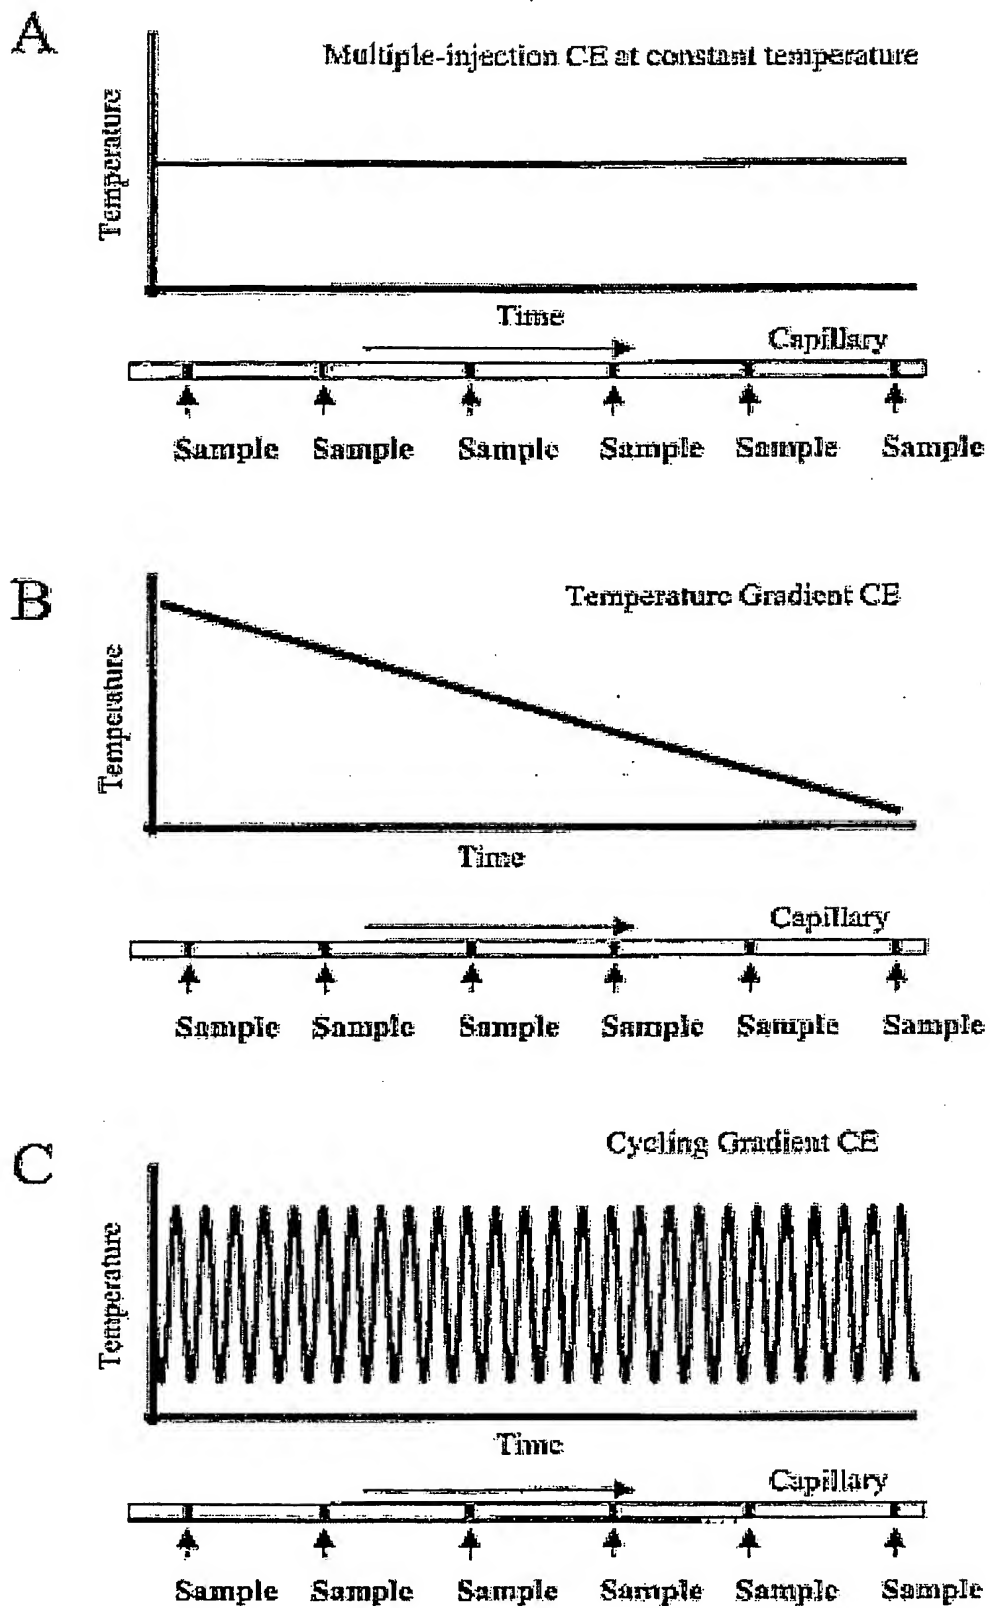 A
Multiple-injection CE at constant temperature
Temperature
Time
Capillary
Sample Sample Sample Sample Sample Sample
B
Temperature Gradient CE
Temperature
Time
Capillary
Sample Sample Sample Sample Sample Sample
C
Cycling Gradient CE
Temperature
Time
Capillary
Sample Sample Sample Sample Sample Sample